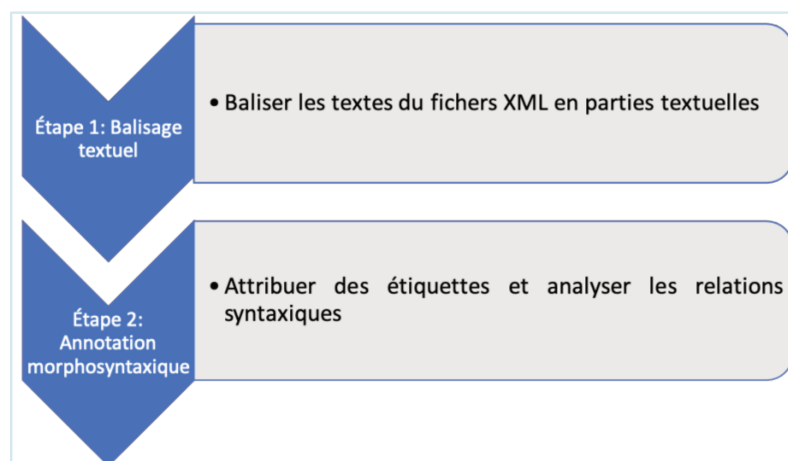 Étape 1: Balisage
textuel
• Baliser les textes du fichers XML en parties textuelles
Étape 2:
Annotation
morphosyntaxique
• Attribuer des étiquettes et analyser les relations
syntaxiques